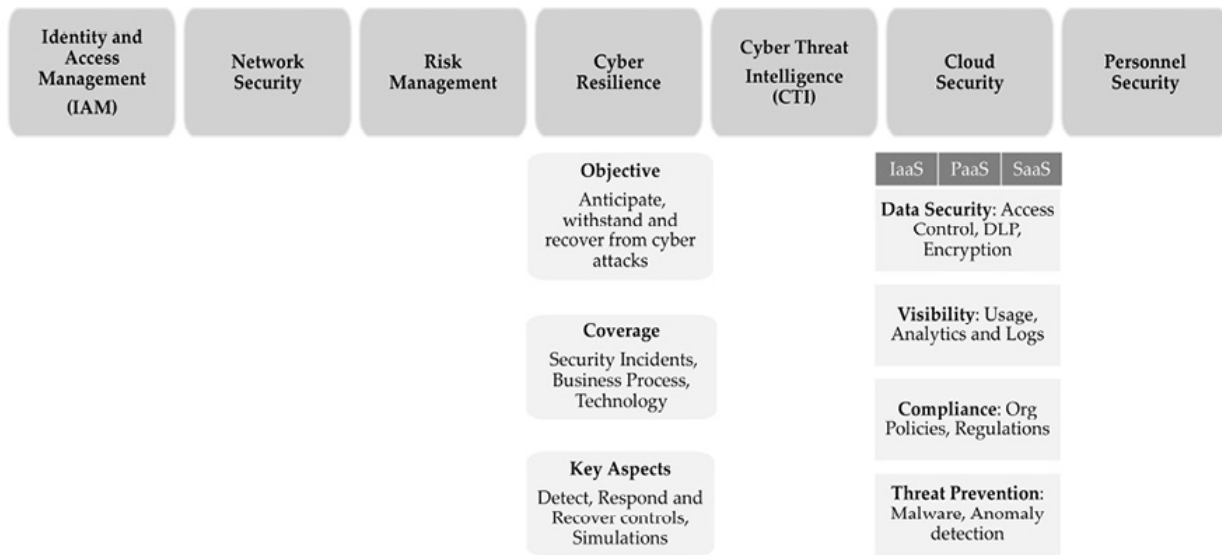 Identity and
Access
Management
(IAM)
Network
Security
Risk
Management
Cyber
Resilience
Cyber Threat
Intelligence
(CTI)
Cloud
Security
Personnel
Security
Objective
Anticipate,
withstand and
recover from cyber
attacks
Coverage
Security Incidents,
Business Process,
Technology
Key Aspects
Detect, Respond and
Recover controls,
Simulations
IaaS PaaS SaaS
Data Security: Access
Control, DLP,
Encryption
Visibility: Usage,
Analytics and Logs
Compliance: Org
Policies, Regulations
Threat Prevention:
Malware, Anomaly
detection